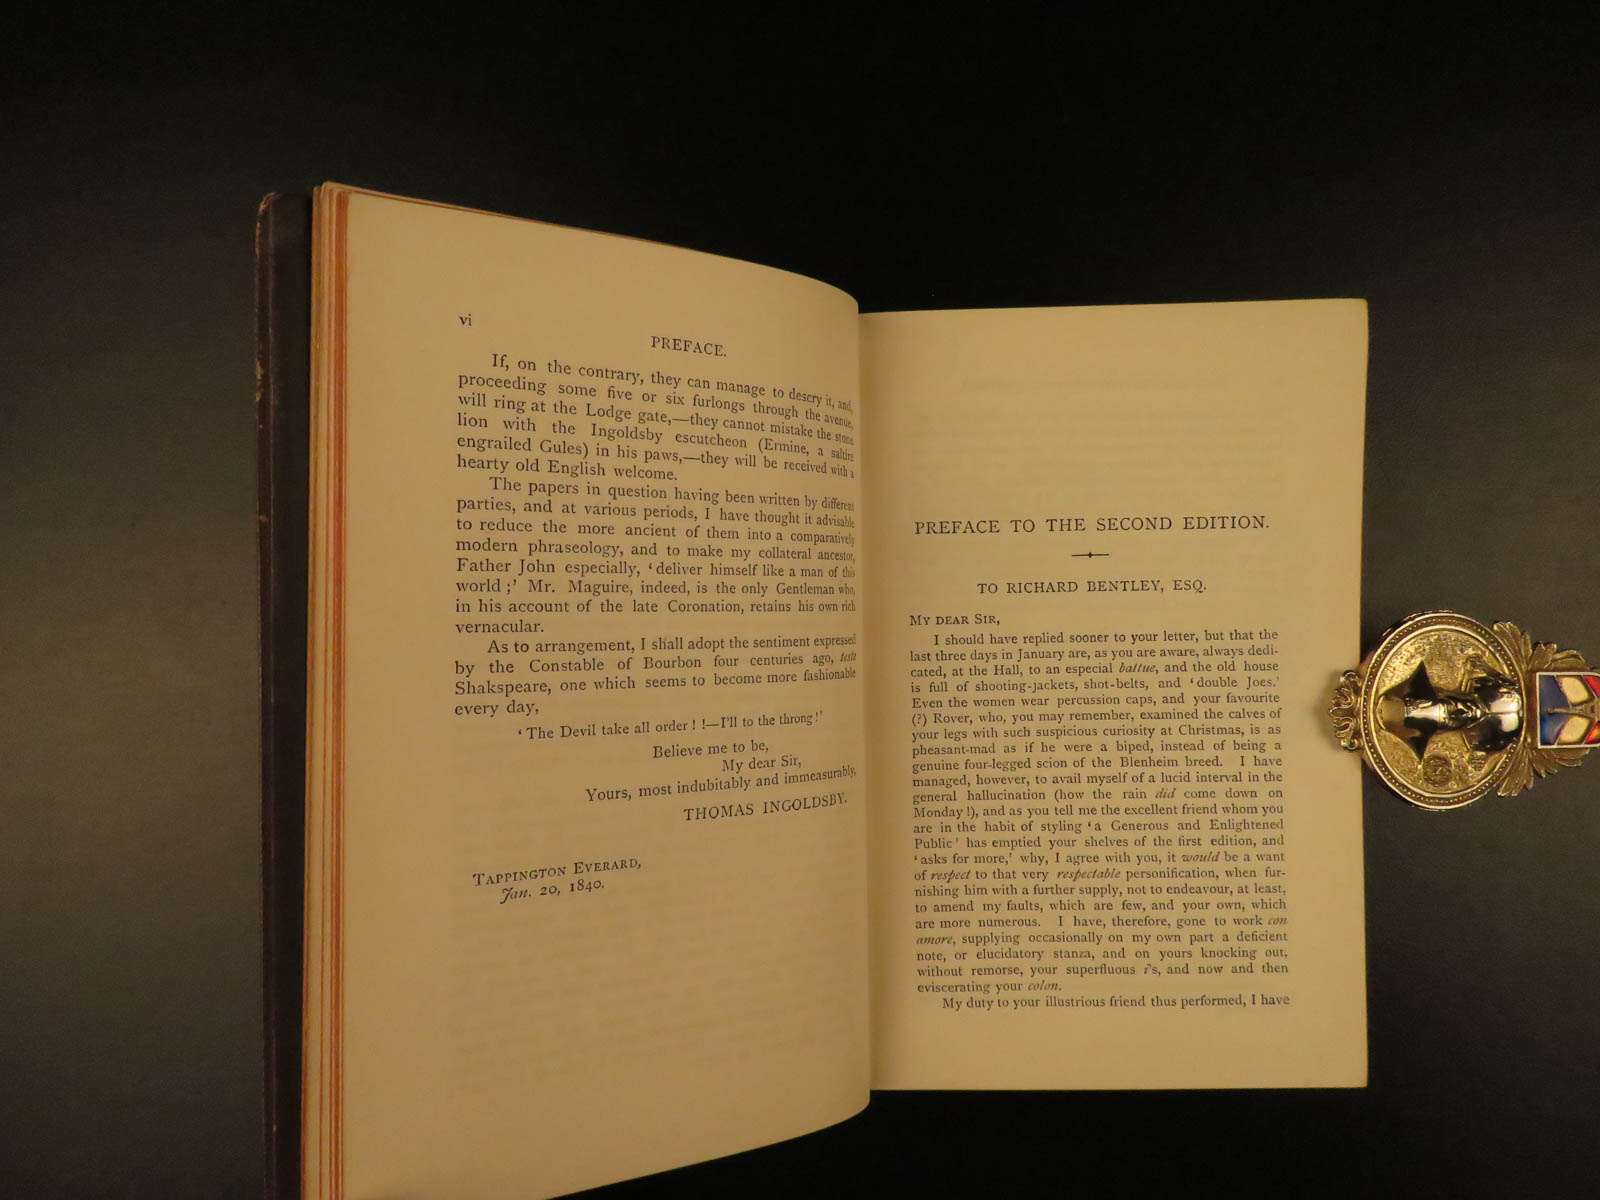 vi
PREFACE.
If, on the contrary, they can manage to descry it, and,
proceeding some five or six furlongs through the avenue,
will ring at the Lodge gate,—they cannot mistake the stone
lion with the Ingoldsby escutcheon (Ermine, a saltire
engrailed Gules) in his paws,—they will be received with a
hearty old English welcome.
The papers in question having been written by different
parties, and at various periods, I have thought it advisable
to reduce the more ancient of them into a comparatively
modern phraseology, and to make my collateral ancestor,
Father John especially, ‘deliver himself like a man of this
world;’ Mr. Maguire, indeed, is the only Gentleman who,
in his account of the late Coronation, retains his own rich
vernacular.
As to arrangement, I shall adopt the sentiment expressed
by the Constable of Bourbon four centuries ago, teste
Shakspeare, one which seems to become more fashionable
every day,
‘The Devil take all order!!—I’ll to the throng!’
Believe me to be,
My dear Sir,
Yours, most indubitably and immeasurably,
THOMAS INGOLDSBY.
TAPPINGTON EVERARD,
Jan. 20, 1840.
PREFACE TO THE SECOND EDITION.
TO RICHARD BENTLEY, ESQ.
MY DEAR SIR,
I should have replied sooner to your letter, but that the
last three days in January are, as you are aware, always dedi-
cated, at the Hall, to an especial battue, and the old house
is full of shooting-jackets, shot-belts, and ‘double Joes.’
Even the women wear percussion caps, and your favourite
(?) Rover, who, you may remember, examined the calves of
your legs with such suspicious curiosity at Christmas, is as
pheasant-mad as if he were a biped, instead of being a
genuine four-legged scion of the Blenheim breed. I have
managed, however, to avail myself of a lucid interval in the
general hallucination (how the rain did come down on
Monday!), and as you tell me the excellent friend whom you
are in the habit of styling ‘a Generous and Enlightened
Public’ has emptied your shelves of the first edition, and
‘asks for more,’ why, I agree with you, it would be a want
of respect to that very respectable personification, when fur-
nishing him with a further supply, not to endeavour, at least,
to amend my faults, which are few, and your own, which
are more numerous. I have, therefore, gone to work con
amore, supplying occasionally on my own part a deficient
note, or elucidatory stanza, and on yours knocking out,
without remorse, your superfluous i’s, and now and then
eviscerating your colon.
My duty to your illustrious friend thus performed, I have